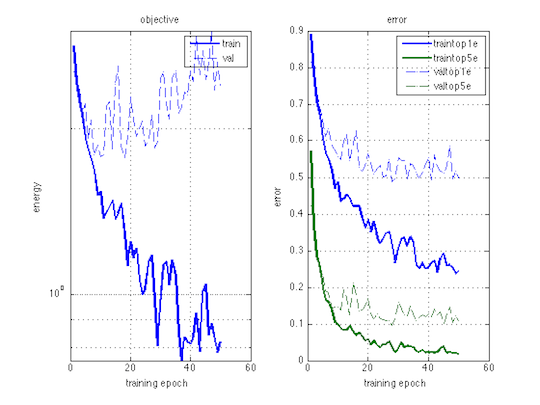 objective
train
val
energy
10⁰
0
20
40
60
training epoch
error
traintop1e
traintop5e
valtop1e
valtop5e
error
0.9
0.8
0.7
0.6
0.5
0.4
0.3
0.2
0.1
0
0
20
40
60
training epoch